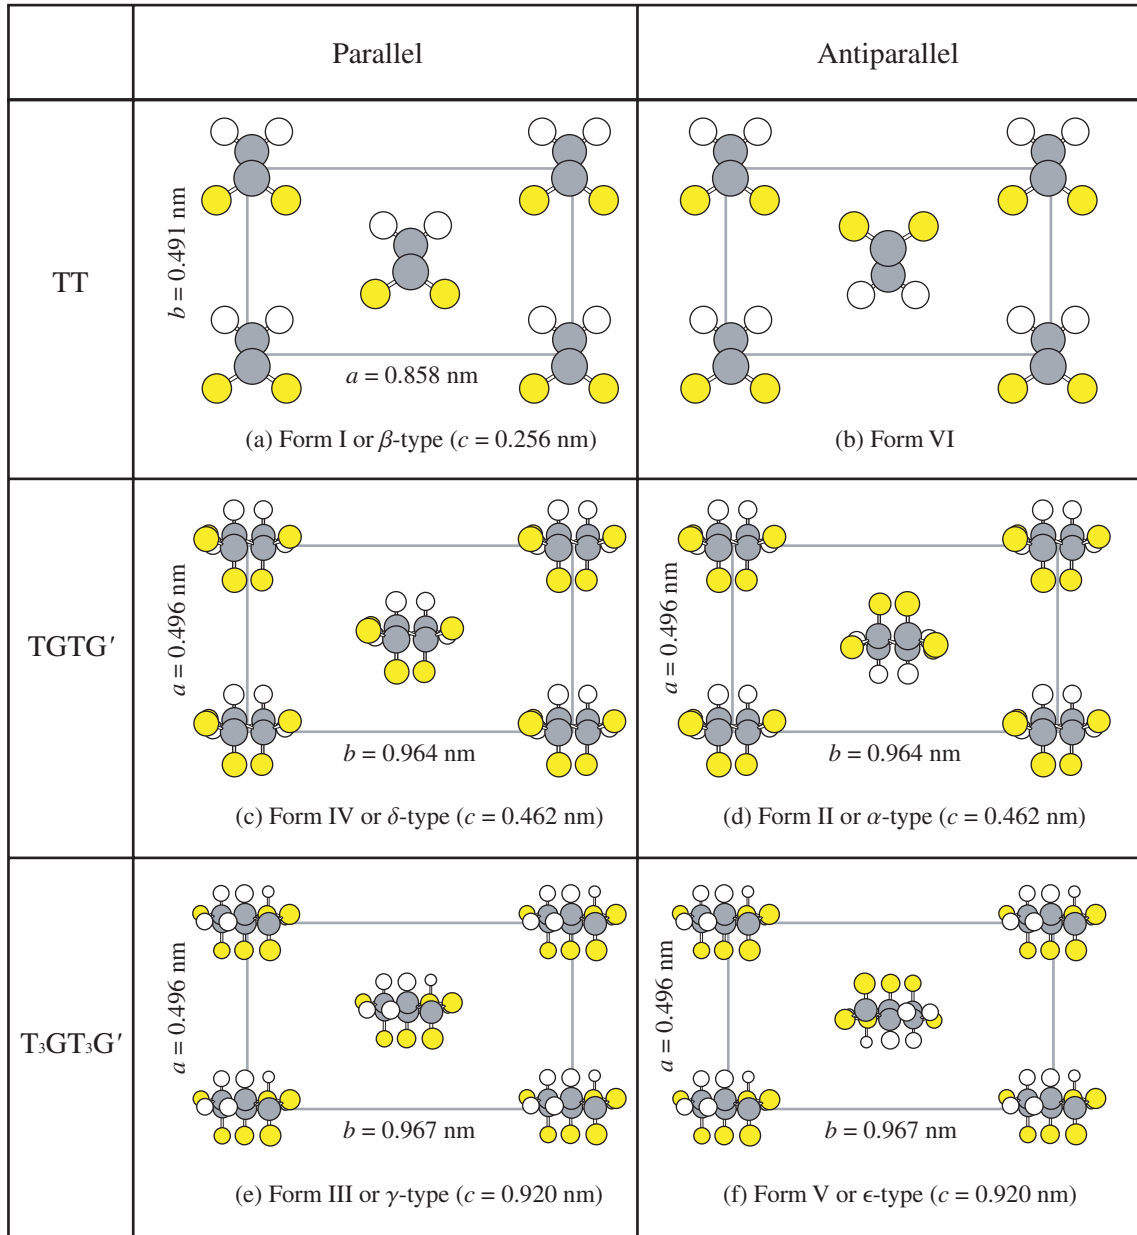 Parallel
Antiparallel
TT
b = 0.491 nm
a = 0.858 nm
(a) Form I or β-type (c = 0.256 nm)
(b) Form VI
TGTG′
a = 0.496 nm
b = 0.964 nm
(c) Form IV or δ-type (c = 0.462 nm)
a = 0.496 nm
b = 0.964 nm
(d) Form II or α-type (c = 0.462 nm)
T₃GT₃G′
a = 0.496 nm
b = 0.967 nm
(e) Form III or γ-type (c = 0.920 nm)
a = 0.496 nm
b = 0.967 nm
(f) Form V or ϵ-type (c = 0.920 nm)